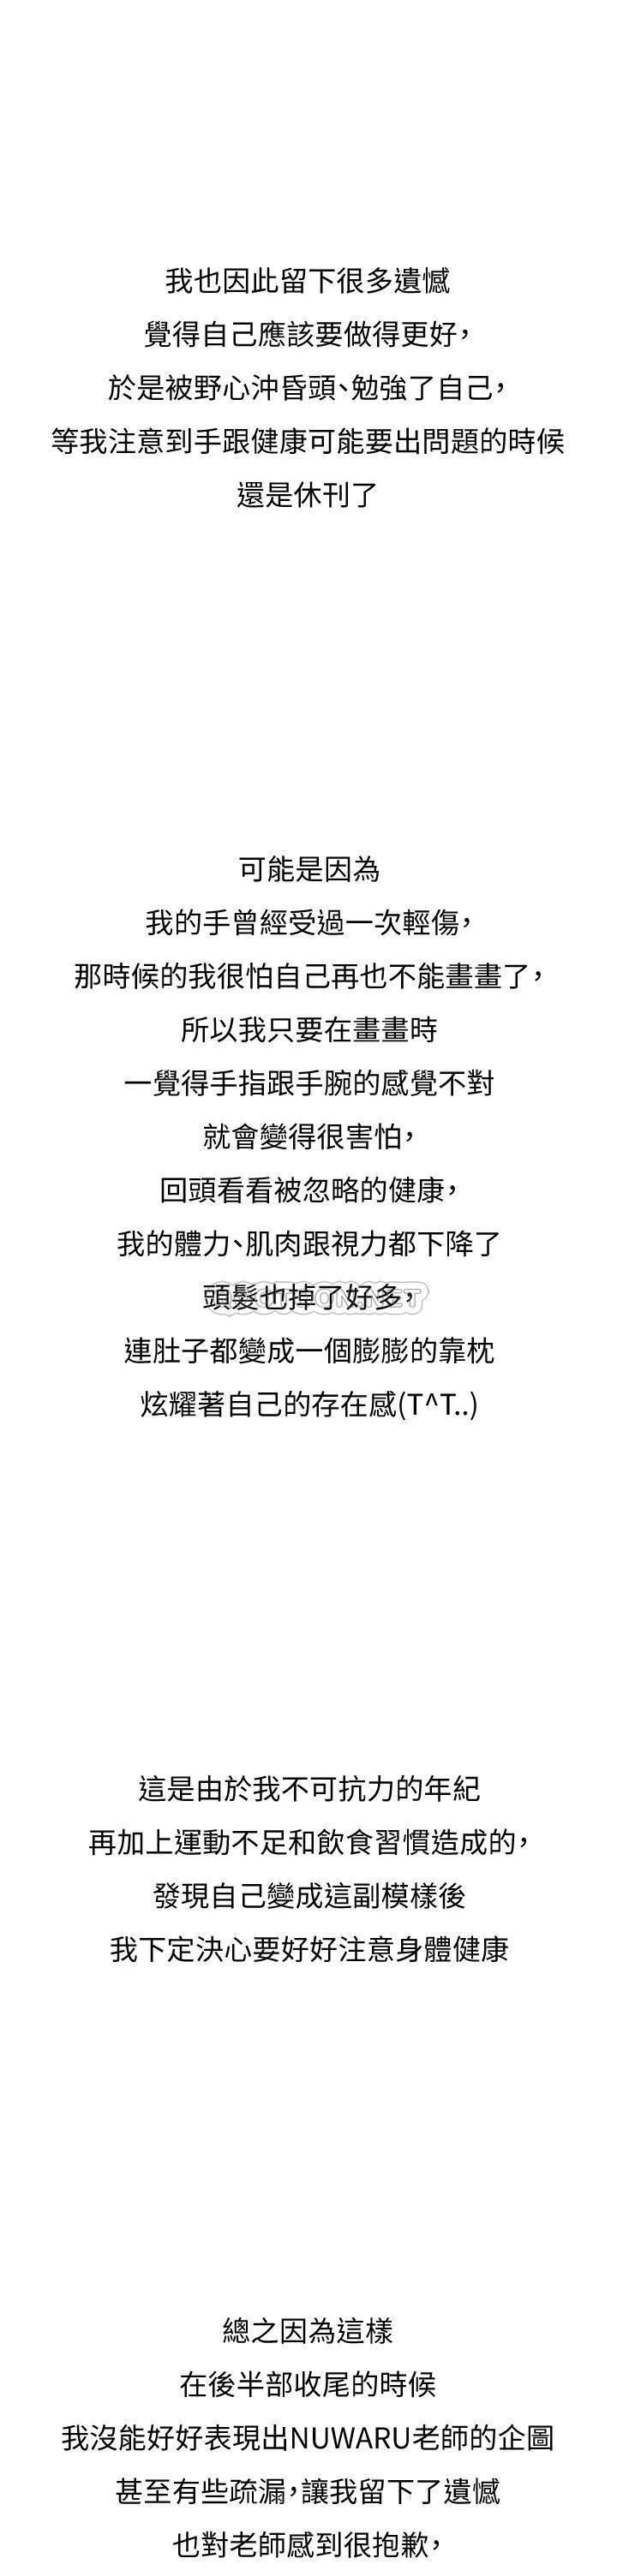 我也因此留下很多遺憾
覺得自己應該要做得更好，
於是被野心沖昏頭、勉強了自己，
等我注意到手跟健康可能要出問題的時候
還是休刊了
可能是因為
我的手曾經受過一次輕傷，
那時候的我很怕自己再也不能畫畫了，
所以我只要在畫畫時
一覺得手指跟手腕的感覺不對
就會變得很害怕，
回頭看看被忽略的健康，
我的體力、肌肉跟視力都下降了
頭髮也掉了好多，
連肚子都變成一個膨膨的靠枕
炫耀著自己的存在感(T^T..)
這是由於我不可抗力的年紀
再加上運動不足和飲食習慣造成的，
發現自己變成這副模樣後
我下定決心要好好注意身體健康
總之因為這樣
在後半部收尾的時候
我沒能好好表現出NUWARU老師的企圖
甚至有些疏漏，讓我留下了遺憾
也對老師感到很抱歉，